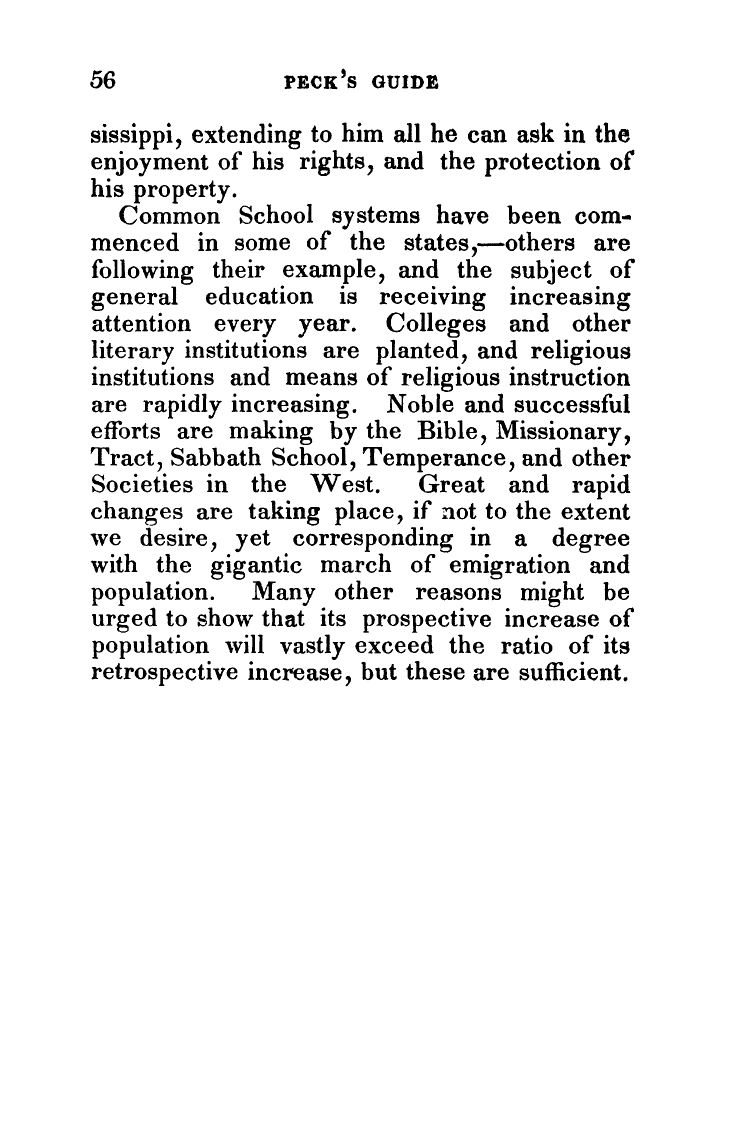 56 PECK'S GUIDE
sissippi, extending to him all he can ask in the
enjoyment of his rights, and the protection of
his property.
Common School systems have been com-
menced in some of the states,—others are
following their example, and the subject of
general education is receiving increasing
attention every year. Colleges and other
literary institutions are planted, and religious
institutions and means of religious instruction
are rapidly increasing. Noble and successful
efforts are making by the Bible, Missionary,
Tract, Sabbath School, Temperance, and other
Societies in the West. Great and rapid
changes are taking place, if not to the extent
we desire, yet corresponding in a degree
with the gigantic march of emigration and
population. Many other reasons might be
urged to show that its prospective increase of
population will vastly exceed the ratio of its
retrospective increase, but these are sufficient.